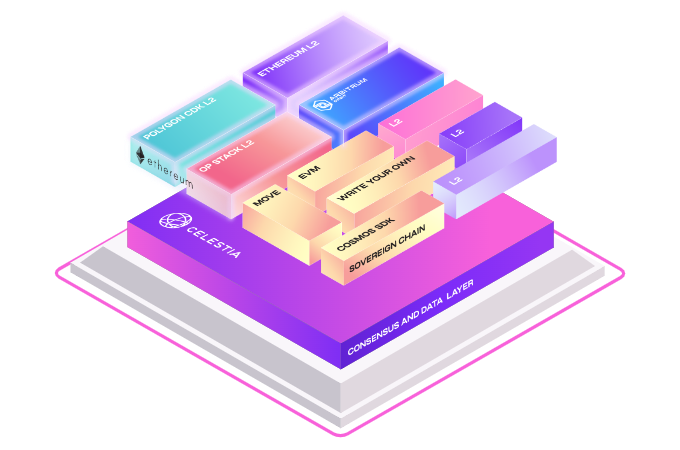 ETHEREUM L2
POLYGON CDK L2
ARBITRUM
ORBIT
L2
L2
ethereum
OP STACK L2
EVM
WRITE YOUR OWN
L2
MOVE
CELESTIA
COSMOS SDK
SOVEREIGN CHAIN
CONSENSUS AND DATA LAYER